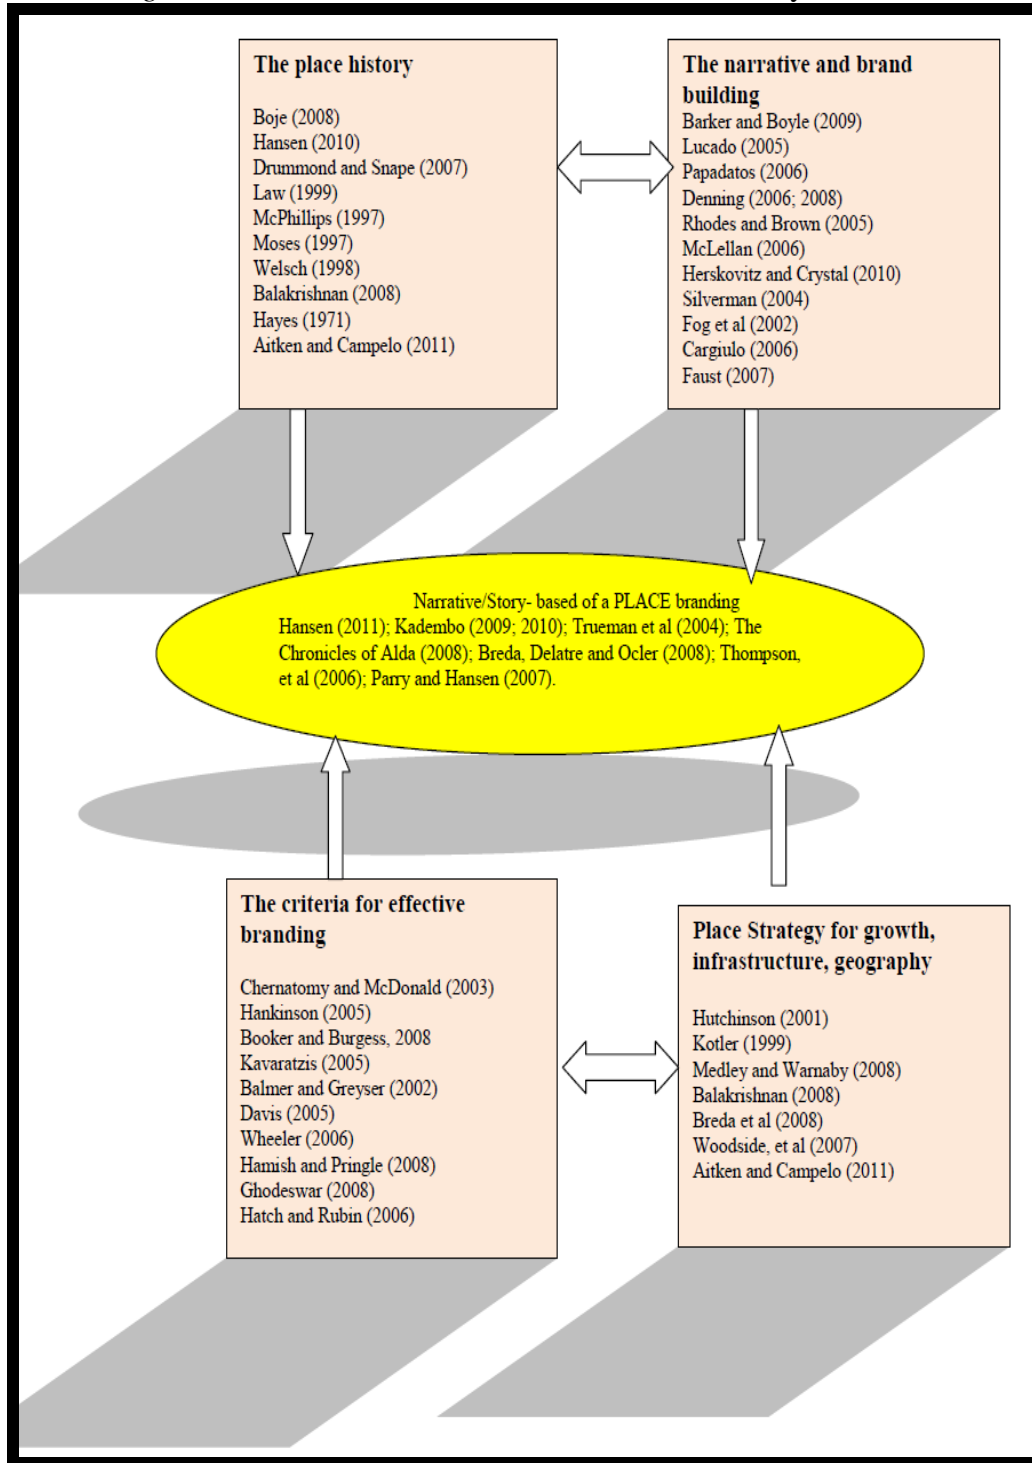 The place history
Boje (2008)
Hansen (2010)
Drummond and Snape (2007)
Law (1999)
McPhillips (1997)
Moses (1997)
Welsch (1998)
Balakrishnan (2008)
Hayes (1971)
Aitken and Campelo (2011)
The narrative and brand
building
Barker and Boyle (2009)
Lucado (2005)
Papadatos (2006)
Denning (2006; 2008)
Rhodes and Brown (2005)
McLellan (2006)
Herskovitz and Crystal (2010)
Silverman (2004)
Fog et al (2002)
Cargiulo (2006)
Faust (2007)
Narrative/Story- based of a PLACE branding
Hansen (2011); Kadembo (2009; 2010); Trueman et al (2004); The
Chronicles of Alda (2008); Breda, Delatre and Ocler (2008); Thompson,
et al (2006); Parry and Hansen (2007).
The criteria for effective
branding
Chernatomy and McDonald (2003)
Hankinson (2005)
Booker and Burgess, 2008
Kavaratzis (2005)
Balmer and Greyser (2002)
Davis (2005)
Wheeler (2006)
Hamish and Pringle (2008)
Ghodeswar (2008)
Hatch and Rubin (2006)
Place Strategy for growth,
infrastructure, geography
Hutchinson (2001)
Kotler (1999)
Medley and Warnaby (2008)
Balakrishnan (2008)
Breda et al (2008)
Woodside, et al (2007)
Aitken and Campelo (2011)